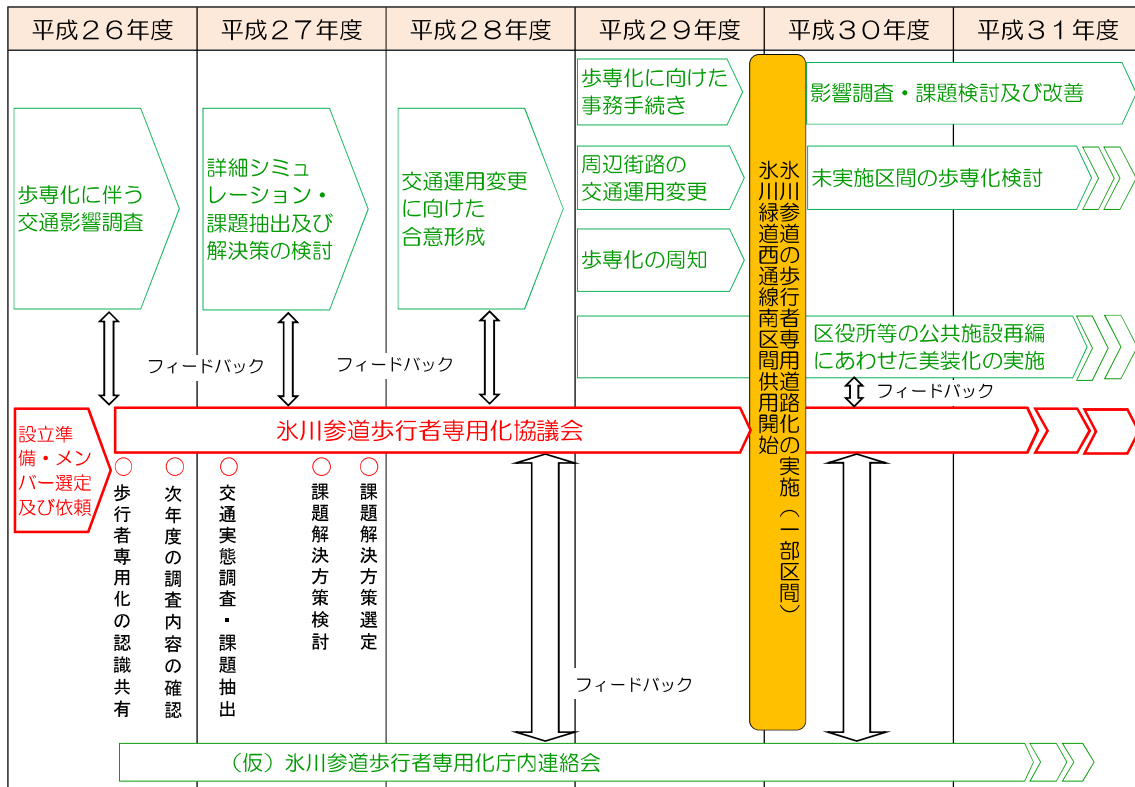 平成２６年度
平成２７年度
平成２８年度
平成２９年度
平成３０年度
平成３１年度
歩専化に伴う
交通影響調査
詳細シミュ
レーション・
課題抽出及び
解決策の検討
交通運用変更
に向けた
合意形成
歩専化に向けた
事務手続き
周辺街路の
交通運用変更
歩専化の周知
氷川参道の歩行者専用道路化の実施（一部区間）
氷川緑道西通線南区間供用開始
影響調査・課題検討及び改善
未実施区間の歩専化検討
区役所等の公共施設再編
にあわせた美装化の実施
フィードバック
フィードバック
フィードバック
設立準
備・メン
バー選定
及び依頼
氷川参道歩行者専用化協議会
○
○
○
○
○
歩行者専用化の認識共有
次年度の調査内容の確認
交通実態調査・課題抽出
課題解決方策検討
課題解決方策選定
フィードバック
（仮）氷川参道歩行者専用化庁内連絡会